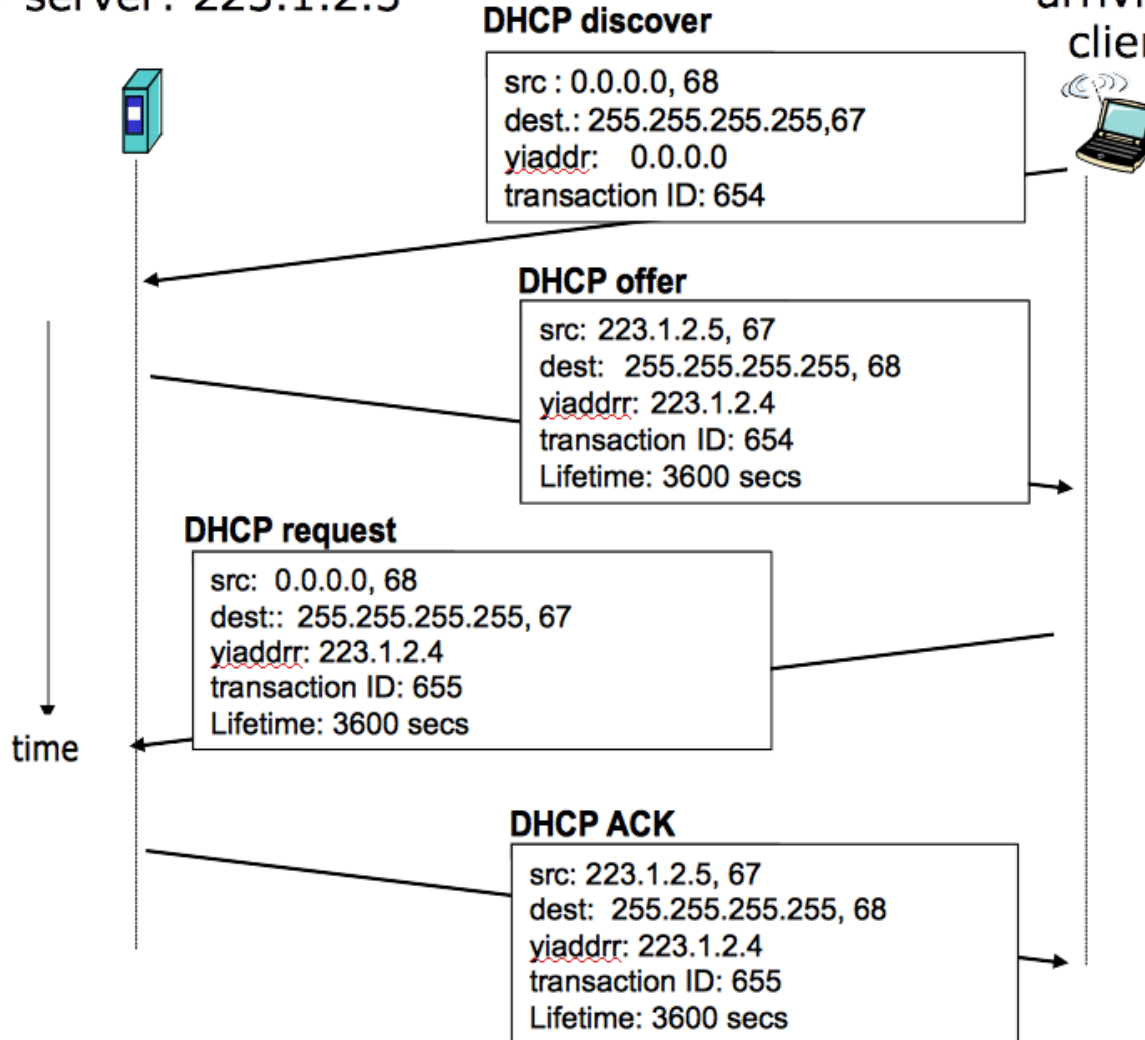 server: 223.1.2.5
DHCP discover
src : 0.0.0.0, 68
dest.: 255.255.255.255,67
yiaddr: 0.0.0.0
transaction ID: 654
DHCP offer
src: 223.1.2.5, 67
dest: 255.255.255.255, 68
yiaddrr: 223.1.2.4
transaction ID: 654
Lifetime: 3600 secs
DHCP request
src: 0.0.0.0, 68
dest:: 255.255.255.255, 67
yiaddrr: 223.1.2.4
transaction ID: 655
Lifetime: 3600 secs
time
DHCP ACK
src: 223.1.2.5, 67
dest: 255.255.255.255, 68
yiaddrr: 223.1.2.4
transaction ID: 655
Lifetime: 3600 secs